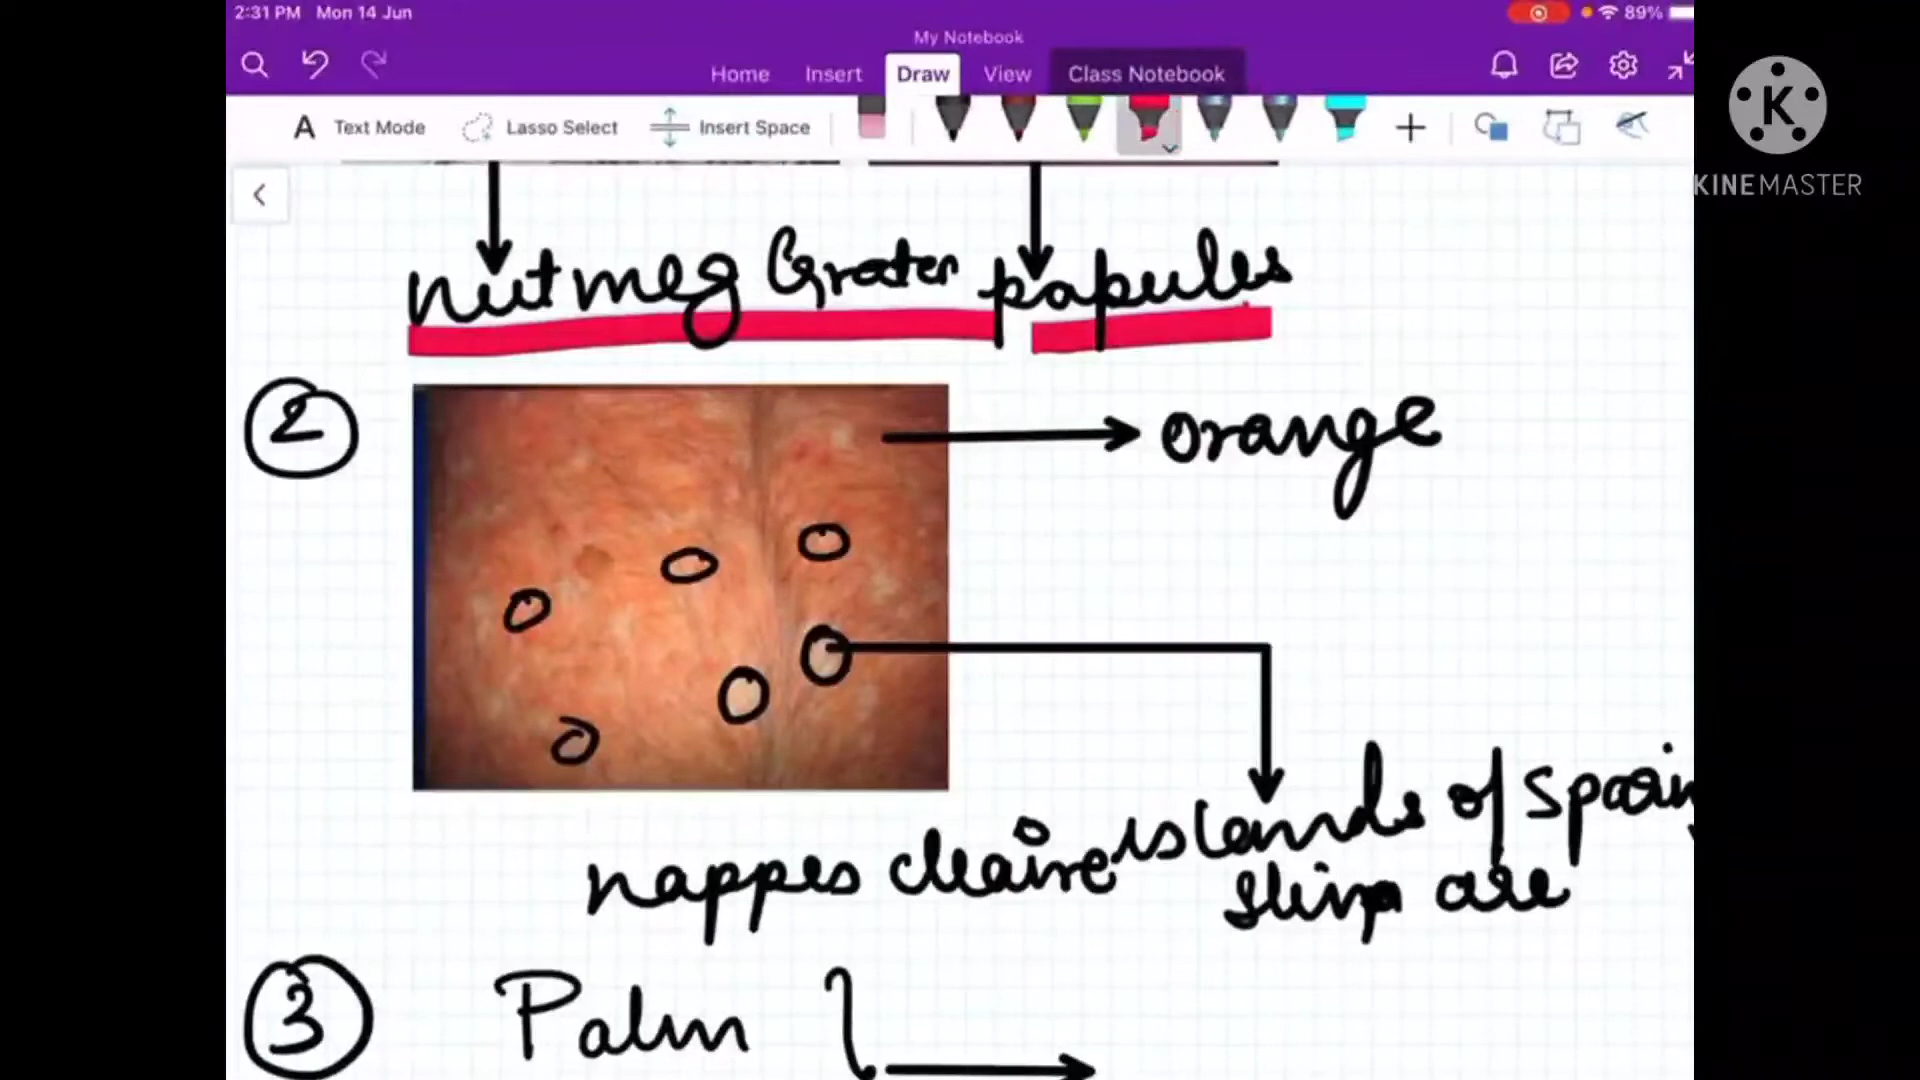 2:31 PM Mon 14 Jun
89%
My Notebook
Home Insert Draw View Class Notebook
A Text Mode Lasso Select Insert Space
K
KINEMASTER
nutmeg Grater papules
2
orange
islands of sparin
nappes claire
skin are
3
Palm